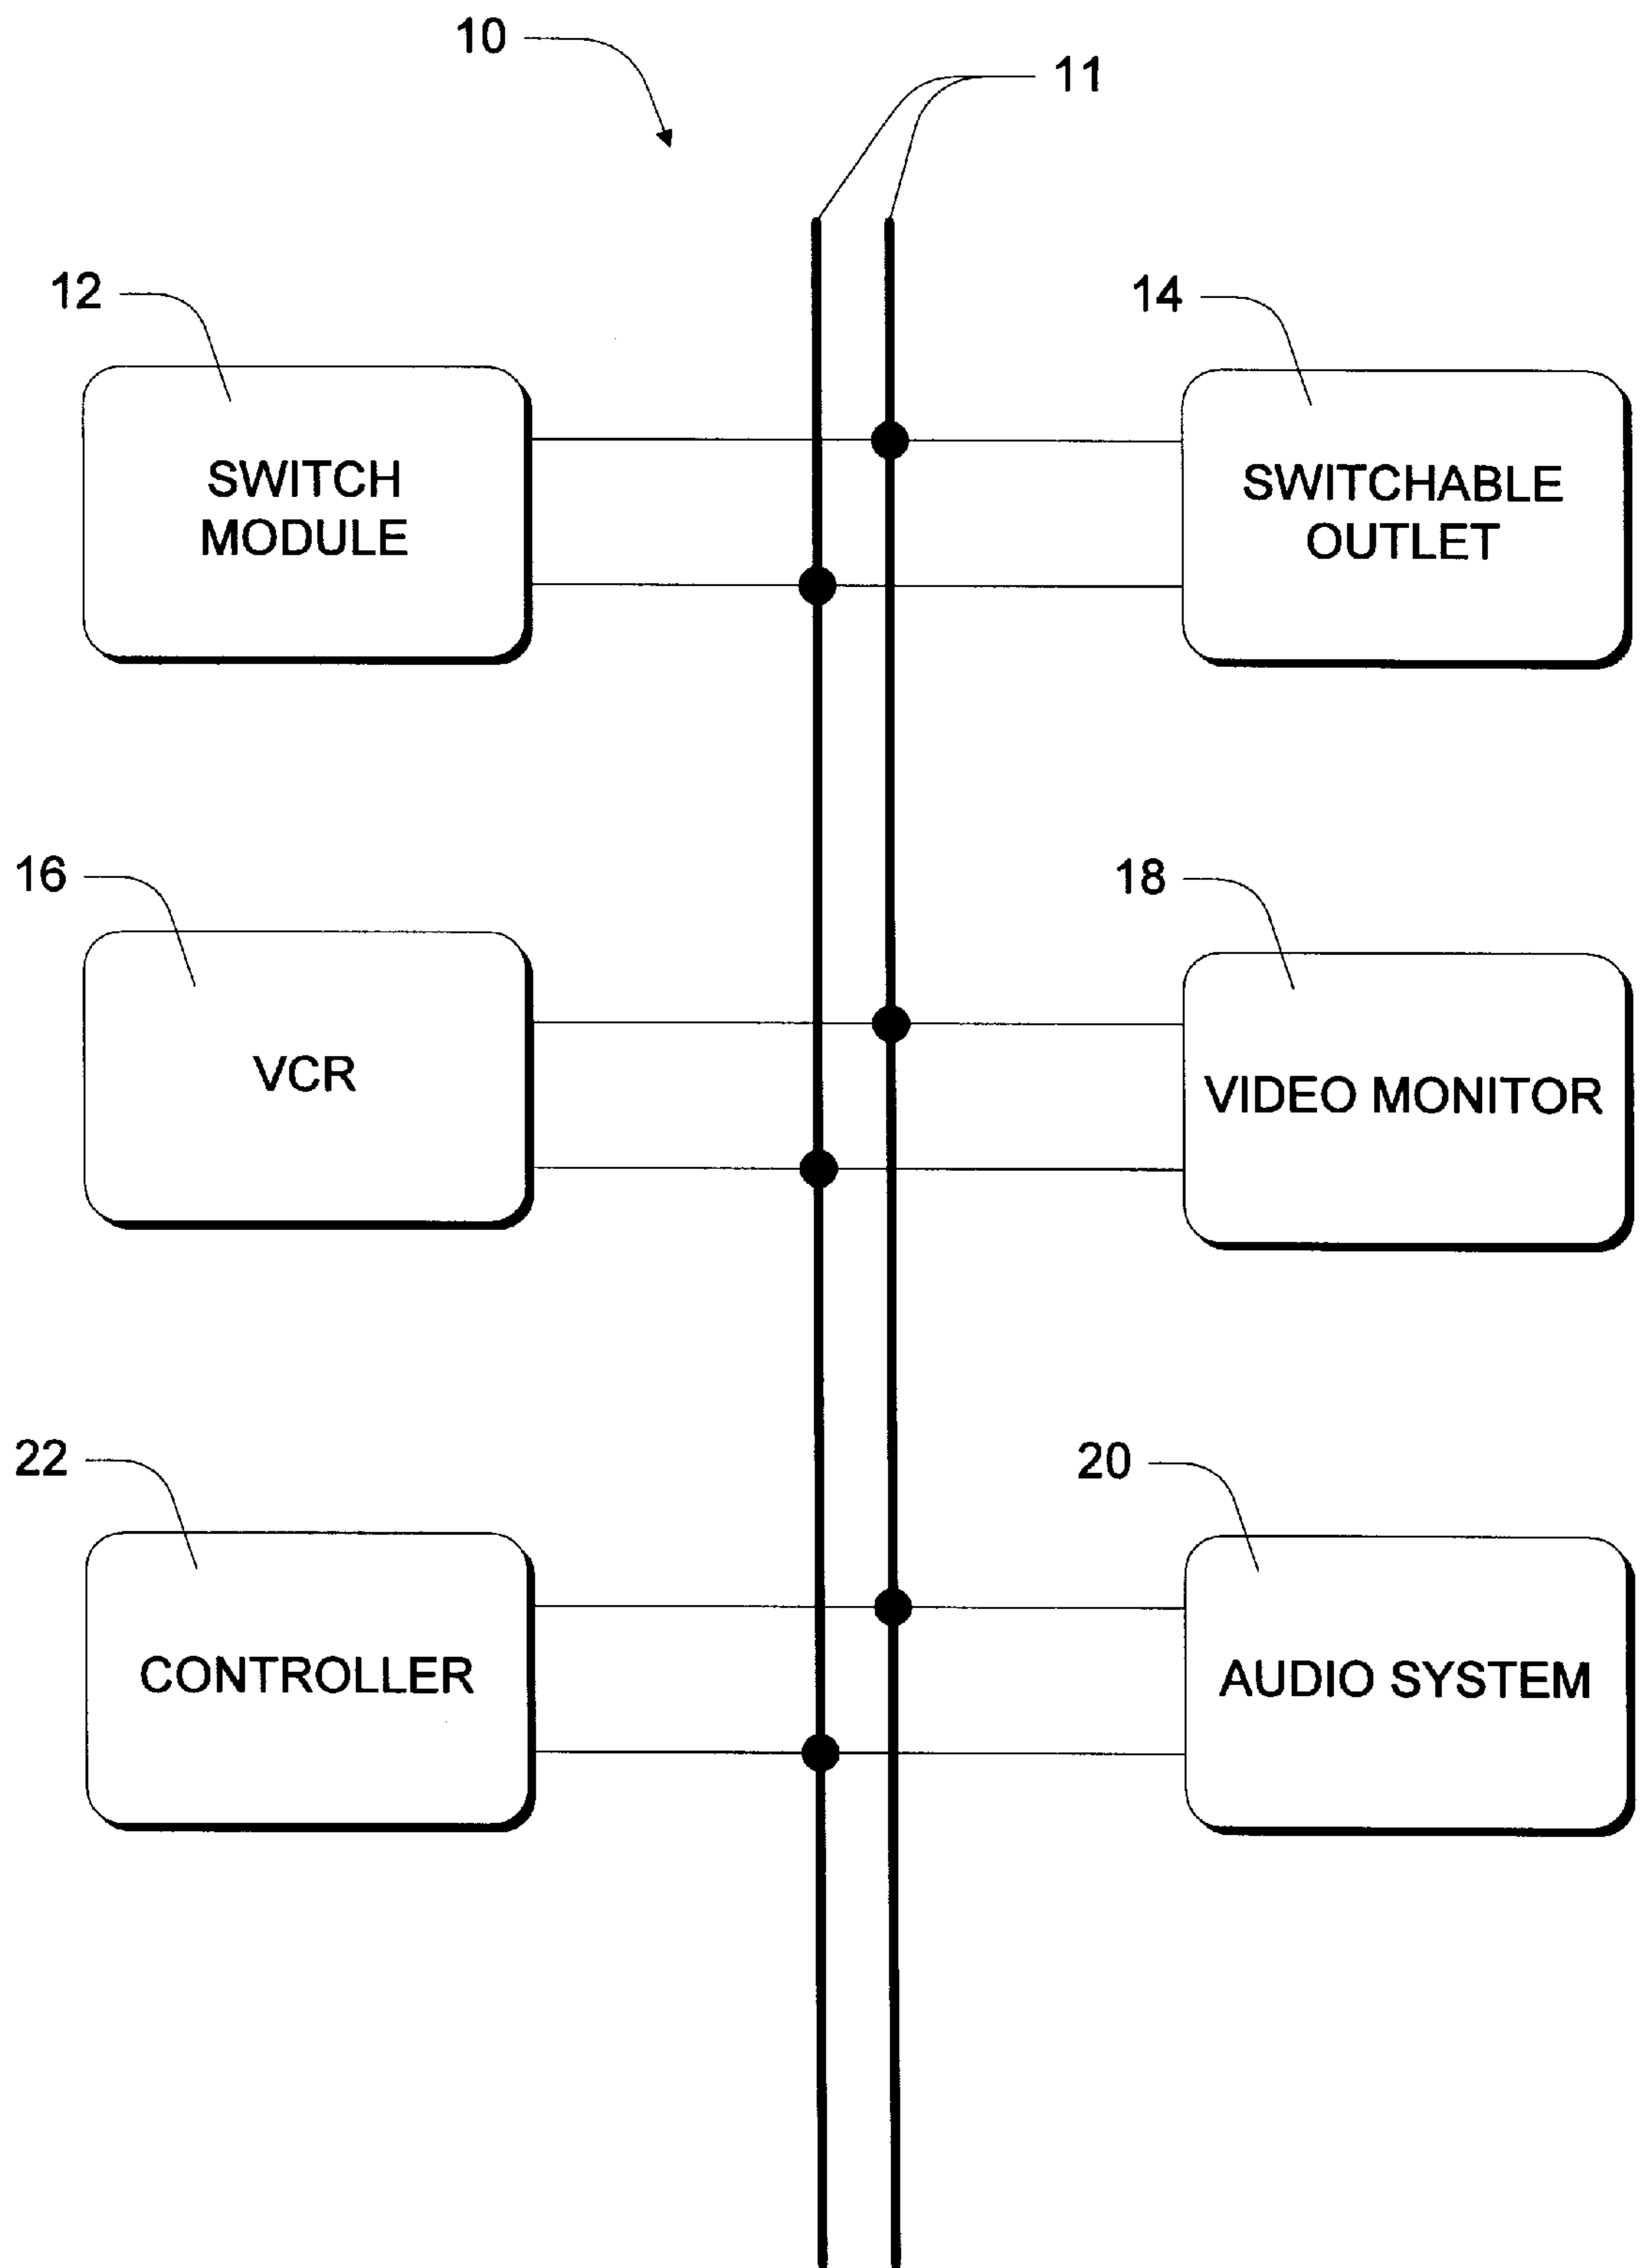 10
11
12
14
SWITCH
MODULE
SWITCHABLE
OUTLET
16
18
VCR
VIDEO MONITOR
22
20
CONTROLLER
AUDIO SYSTEM